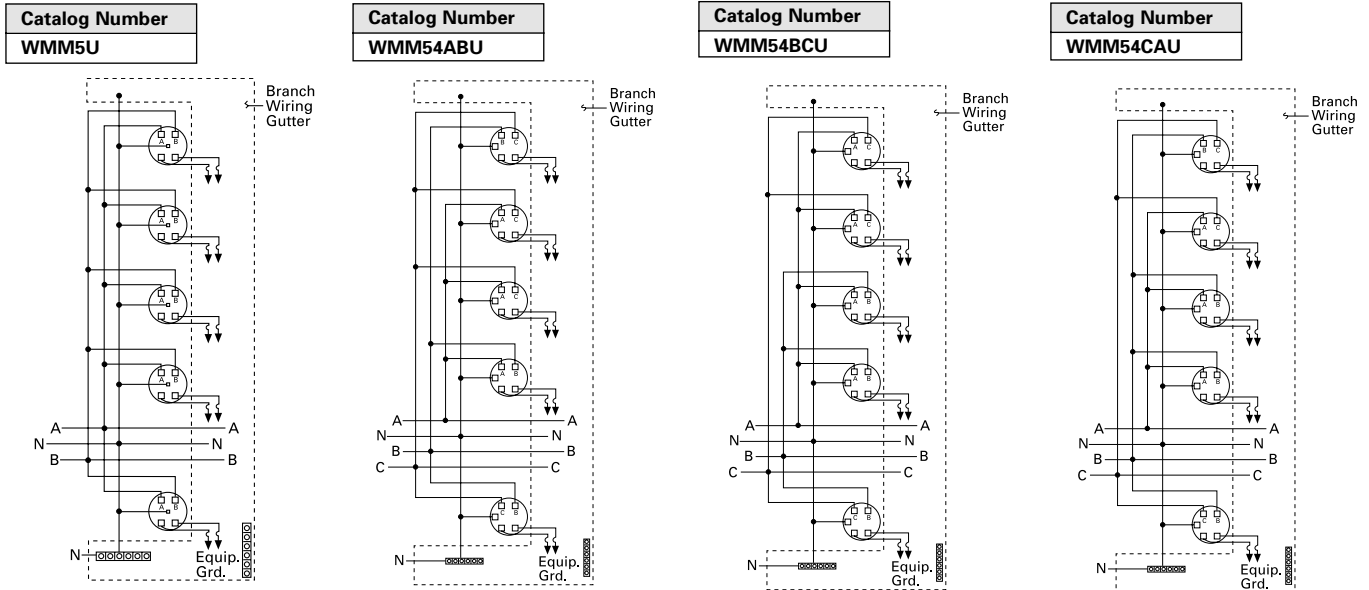 Catalog Number
WMM5U
Branch
Wiring
Gutter
A B
A B
A B
A B
A A
N N
B B
A B
N
Equip.
Grd.
Catalog Number
WMM54ABU
Branch
Wiring
Gutter
B C
A C
A C
A B
A A
N N
B B
C C
C B
N
Equip.
Grd.
Catalog Number
WMM54BCU
Branch
Wiring
Gutter
A C
A C
A B
A B
A A
N N
B B
C C
C B
N
Equip.
Grd.
Catalog Number
WMM54CAU
Branch
Wiring
Gutter
B C
A C
A B
A B
A A
N N
B B
C C
C B
N
Equip.
Grd.